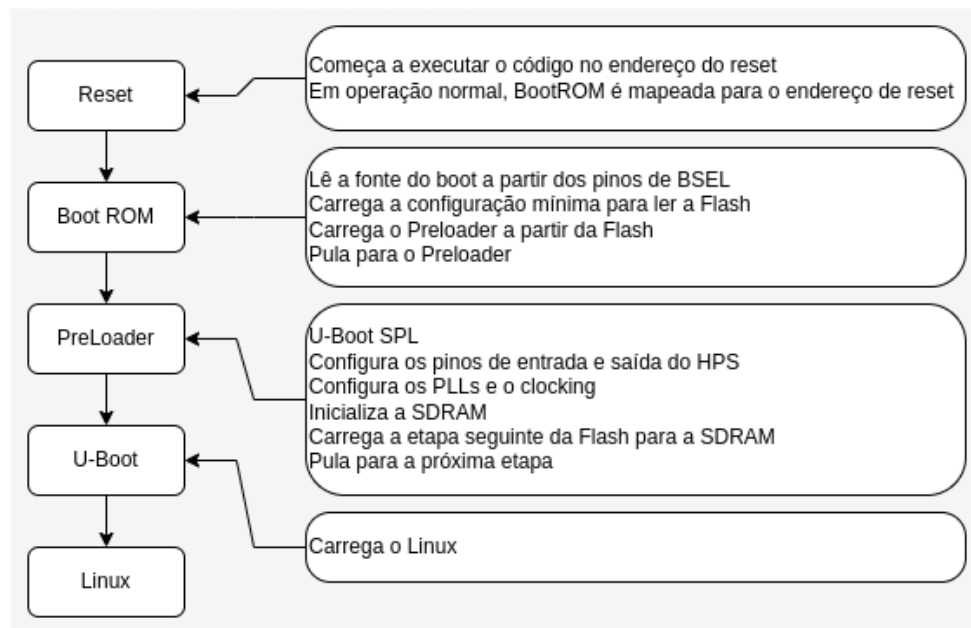 Reset
Começa a executar o código no endereço do reset
Em operação normal, BootROM é mapeada para o endereço de reset
Boot ROM
Lê a fonte do boot a partir dos pinos de BSEL
Carrega a configuração mínima para ler a Flash
Carrega o Preloader a partir da Flash
Pula para o Preloader
PreLoader
U-Boot SPL
Configura os pinos de entrada e saída do HPS
Configura os PLLs e o clocking
Inicializa a SDRAM
Carrega a etapa seguinte da Flash para a SDRAM
Pula para a próxima etapa
U-Boot
Carrega o Linux
Linux